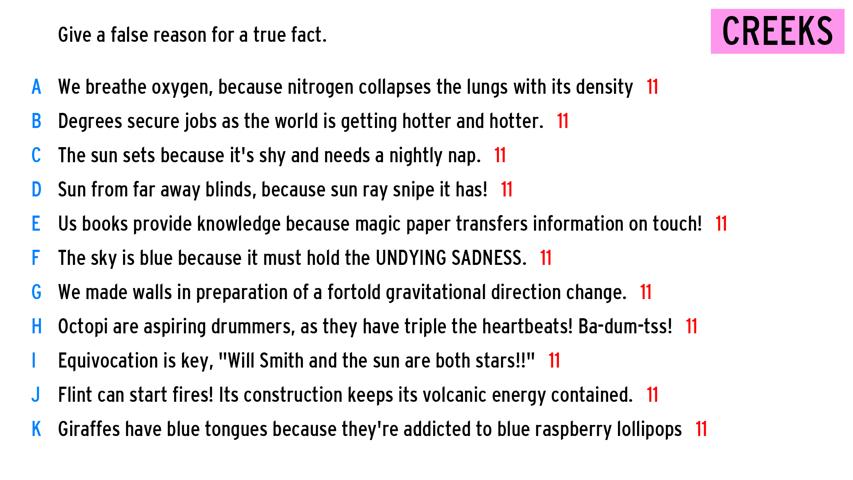 Give a false reason for a true fact.
CREEKS
A We breathe oxygen, because nitrogen collapses the lungs with its density 11
B Degrees secure jobs as the world is getting hotter and hotter. 11
C The sun sets because it's shy and needs a nightly nap. 11
D Sun from far away blinds, because sun ray snipe it has! 11
E Us books provide knowledge because magic paper transfers information on touch! 11
F The sky is blue because it must hold the UNDYING SADNESS. 11
G We made walls in preparation of a fortold gravitational direction change. 11
H Octopi are aspiring drummers, as they have triple the heartbeats! Ba-dum-tss! 11
I Equivocation is key, "Will Smith and the sun are both stars!!" 11
J Flint can start fires! Its construction keeps its volcanic energy contained. 11
K Giraffes have blue tongues because they're addicted to blue raspberry lollipops 11